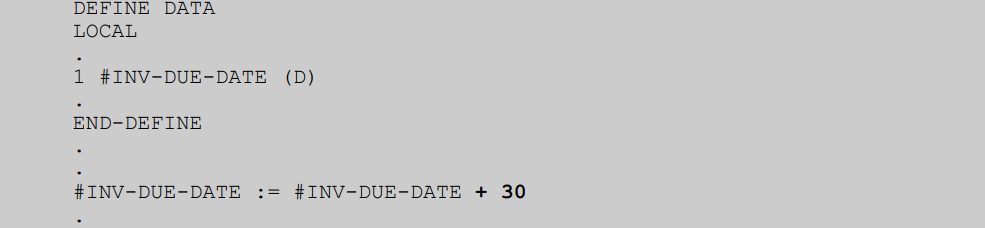 DEFINE DATA
LOCAL
.
1 #INV-DUE-DATE (D)
.
END-DEFINE
.
.
#INV-DUE-DATE := #INV-DUE-DATE + 30
.